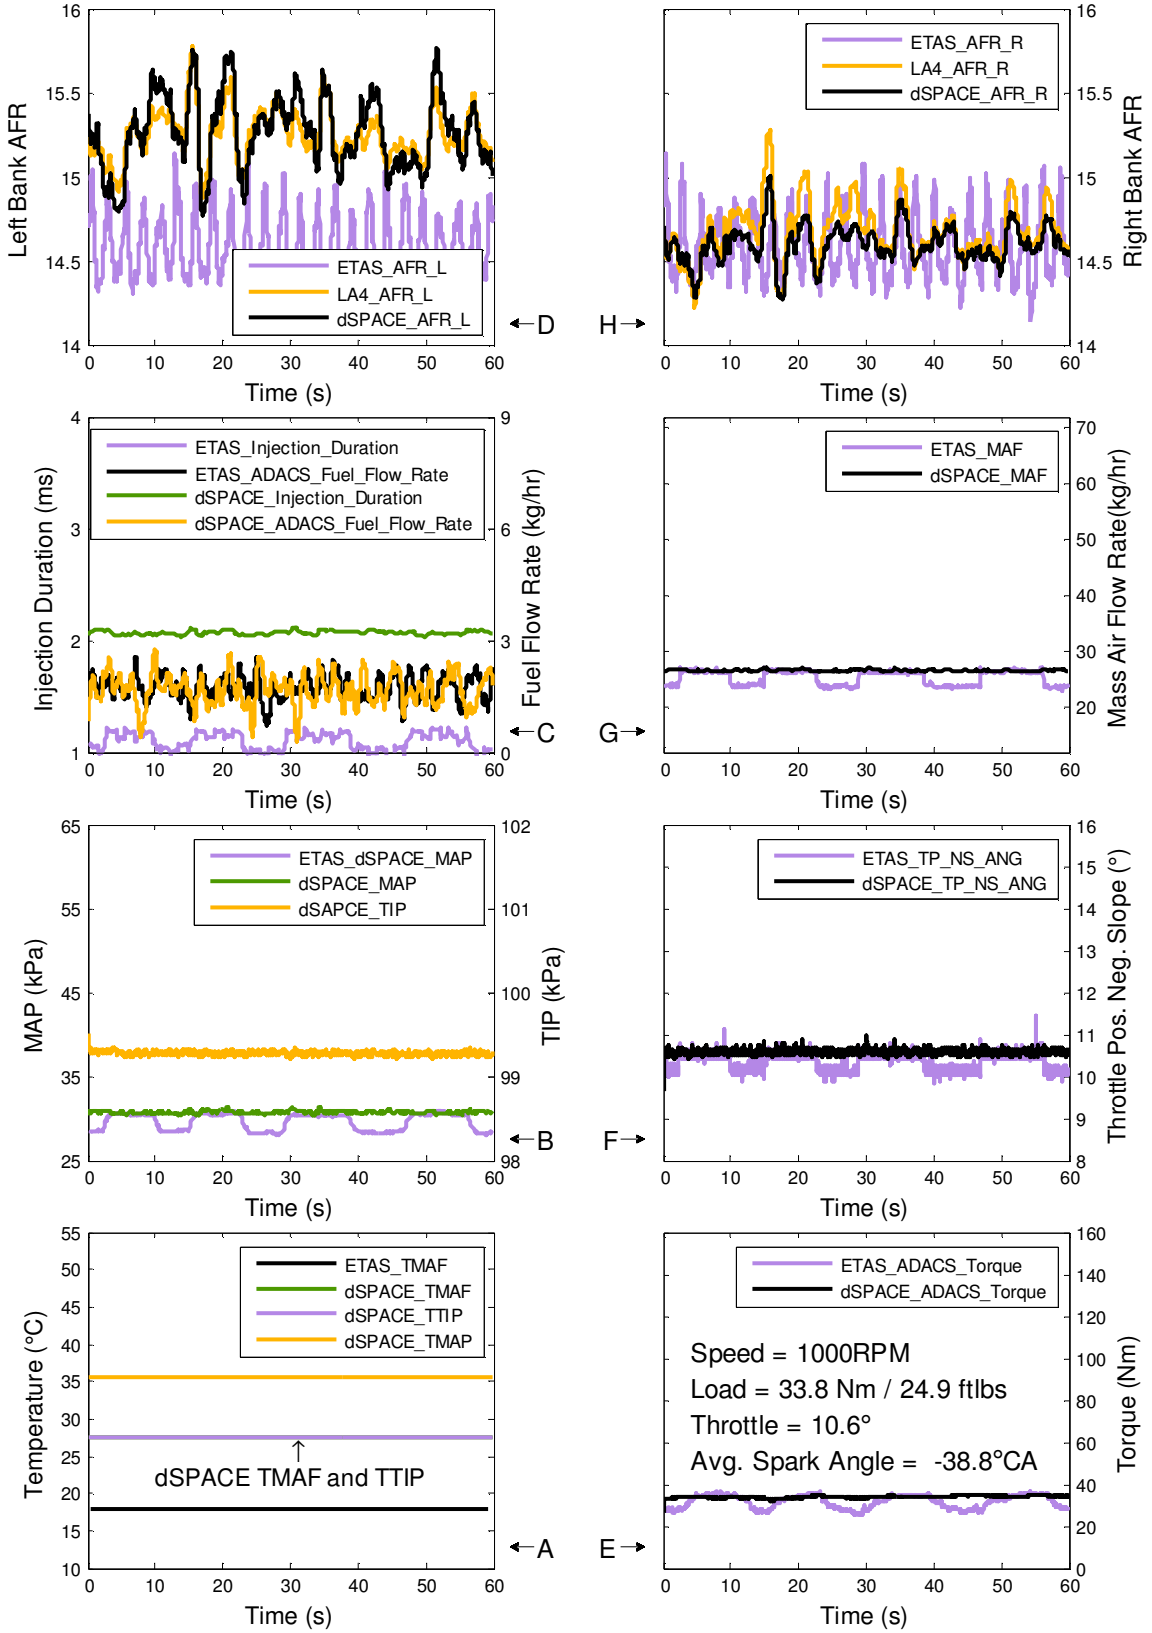 16
15.5
15
14.5
14
Left Bank AFR
ETAS_AFR_L
LA4_AFR_L
dSPACE_AFR_L
0 10 20 30 40 50 60
Time (s)
←D
H→
ETAS_AFR_R
LA4_AFR_R
dSPACE_AFR_R
16
15.5
15
14.5
14
Right Bank AFR
0 10 20 30 40 50 60
Time (s)
4
3
2
1
Injection Duration (ms)
ETAS_Injection_Duration
ETAS_ADACS_Fuel_Flow_Rate
dSPACE_Injection_Duration
dSPACE_ADACS_Fuel_Flow_Rate
9
6
3
0
Fuel Flow Rate (kg/hr)
0 10 20 30 40 50 60
Time (s)
←C
G→
ETAS_MAF
dSPACE_MAF
70
60
50
40
30
20
Mass Air Flow Rate(kg/hr)
0 10 20 30 40 50 60
Time (s)
65
55
45
35
25
MAP (kPa)
ETAS_dSPACE_MAP
dSPACE_MAP
dSAPCE_TIP
102
101
100
99
98
TIP (kPa)
0 10 20 30 40 50 60
Time (s)
←B
F→
ETAS_TP_NS_ANG
dSPACE_TP_NS_ANG
16
15
14
13
12
11
10
9
8
Throttle Pos. Neg. Slope (°)
0 10 20 30 40 50 60
Time (s)
55
50
45
40
35
30
25
20
15
10
Temperature (°C)
ETAS_TMAF
dSPACE_TMAF
dSPACE_TTIP
dSPACE_TMAP
↑
dSPACE TMAF and TTIP
0 10 20 30 40 50 60
Time (s)
←A
E→
ETAS_ADACS_Torque
dSPACE_ADACS_Torque
Speed = 1000RPM
Load = 33.8 Nm / 24.9 ftlbs
Throttle = 10.6°
Avg. Spark Angle = -38.8°CA
160
140
120
100
80
60
40
20
0
Torque (Nm)
0 10 20 30 40 50 60
Time (s)